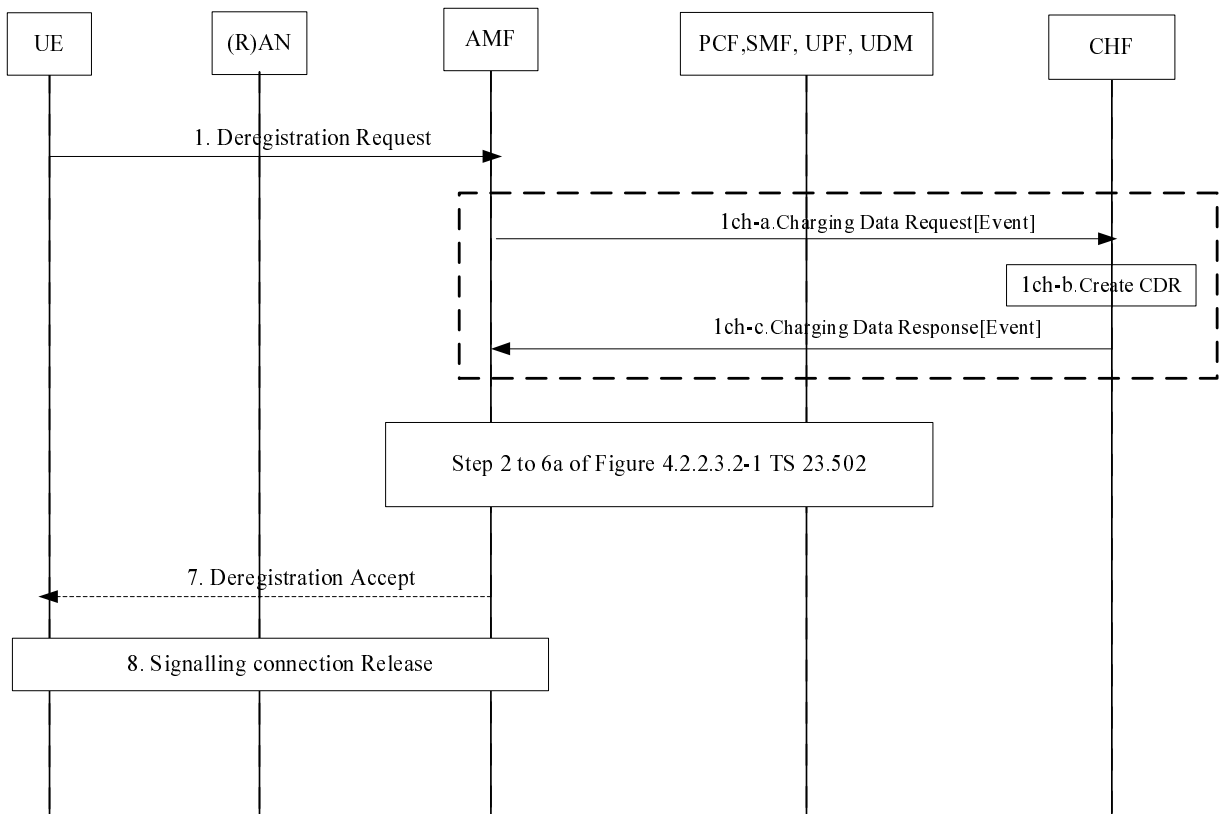 UE
(R)AN
AMF
PCF,SMF, UPF, UDM
CHF
1. Deregistration Request
1ch-a.Charging Data Request[Event]
1ch-b.Create CDR
1ch-c.Charging Data Response[Event]
Step 2 to 6a of Figure 4.2.2.3.2-1 TS 23.502
7. Deregistration Accept
8. Signalling connection Release